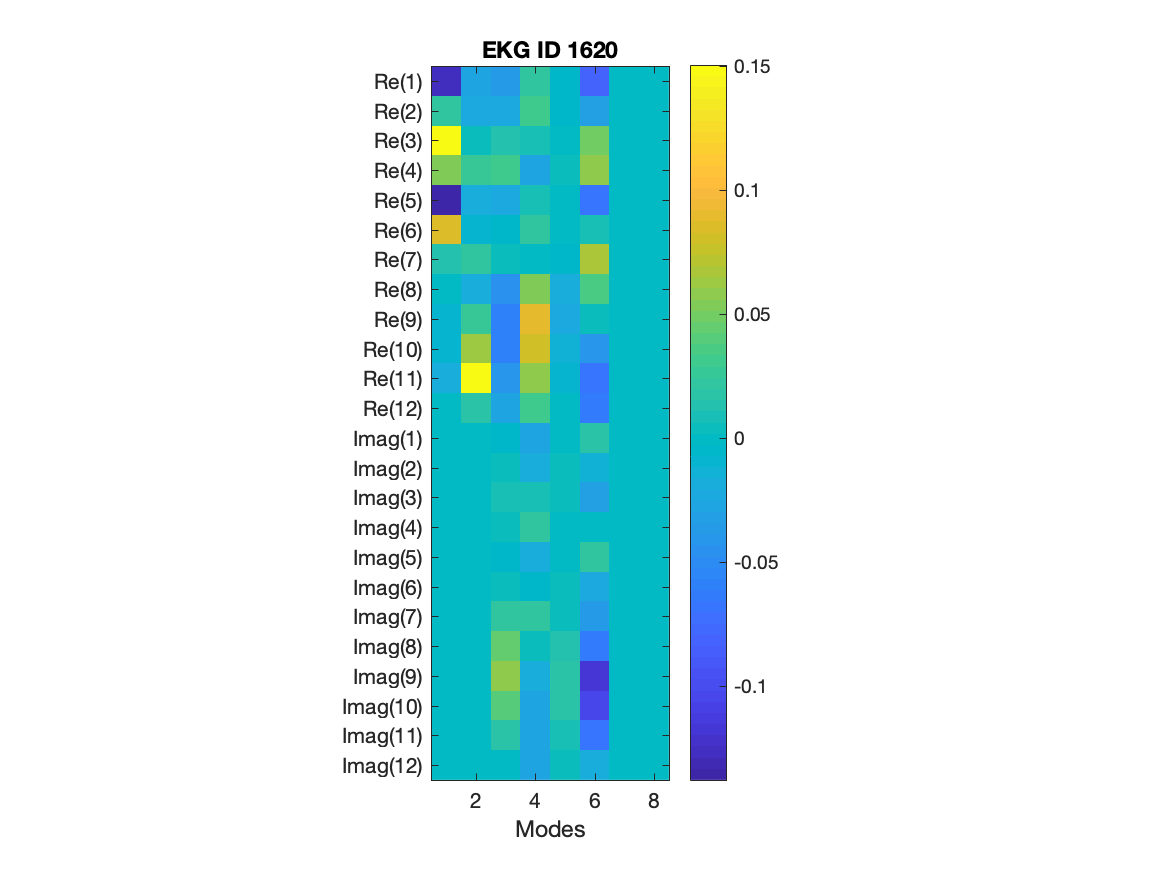 EKG ID 1620
Re(1)
Re(2)
Re(3)
Re(4)
Re(5)
Re(6)
Re(7)
Re(8)
Re(9)
Re(10)
Re(11)
Re(12)
Imag(1)
Imag(2)
Imag(3)
Imag(4)
Imag(5)
Imag(6)
Imag(7)
Imag(8)
Imag(9)
Imag(10)
Imag(11)
Imag(12)
2 4 6 8
Modes
0.15
0.1
0.05
0
-0.05
-0.1